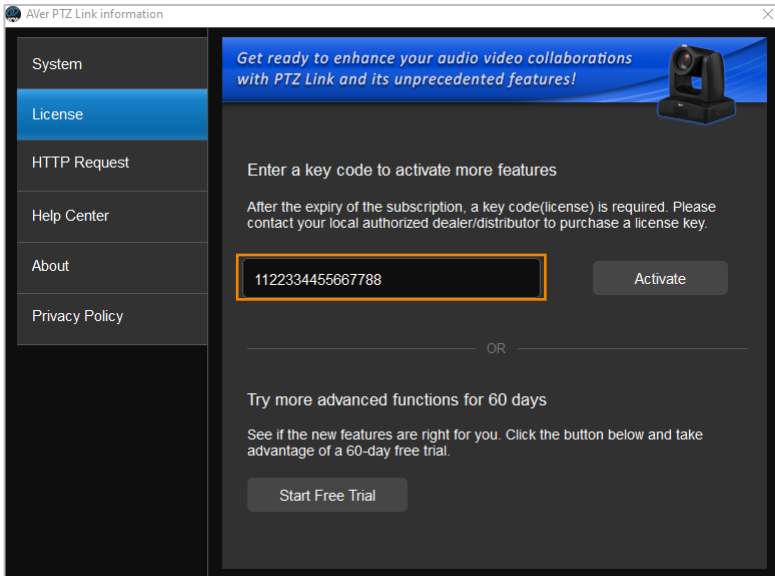 AVer PTZ Link information
System
License
HTTP Request
Help Center
About
Privacy Policy
Get ready to enhance your audio video collaborations
with PTZ Link and its unprecedented features!
Enter a key code to activate more features
After the expiry of the subscription, a key code(license) is required. Please
contact your local authorized dealer/distributor to purchase a license key.
1122334455667788
Activate
OR
Try more advanced functions for 60 days
See if the new features are right for you. Click the button below and take
advantage of a 60-day free trial.
Start Free Trial